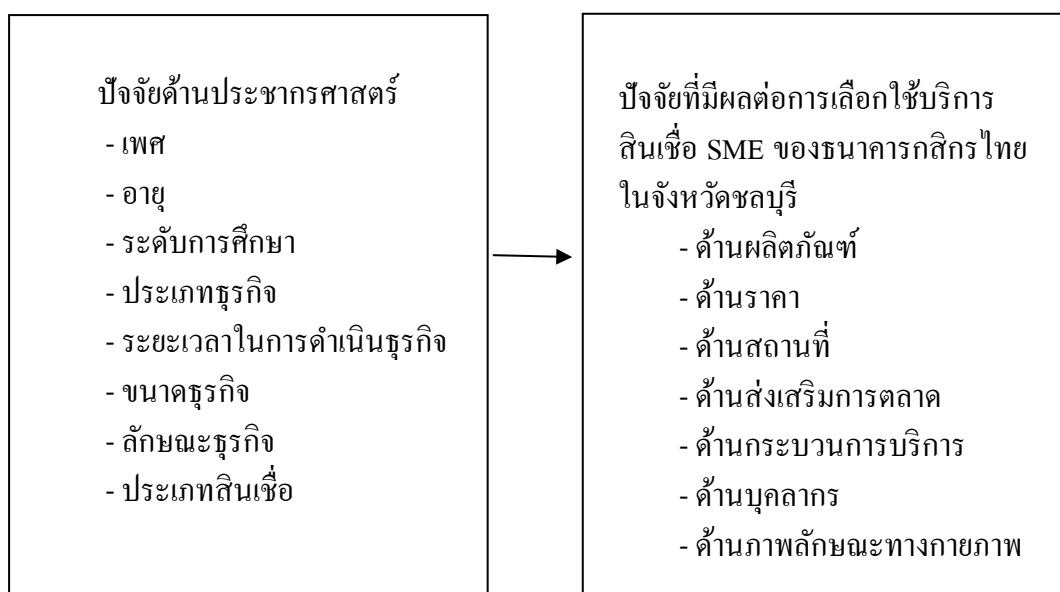 ปัจจัยด้านประชากรศาสตร์
- เพศ
- อายุ
- ระดับการศึกษา
- ประเภทธุรกิจ
- ระยะเวลาในการดำเนินธุรกิจ
- ขนาดธุรกิจ
- ลักษณะธุรกิจ
- ประเภทสินเชื่อ
ปัจจัยที่มีผลต่อการเลือกใช้บริการ
สินเชื่อ SME ของธนาคารกสิกรไทย
ในจังหวัดชลบุรี
- ด้านผลิตภัณฑ์
- ด้านราคา
- ด้านสถานที่
- ด้านส่งเสริมการตลาด
- ด้านกระบวนการบริการ
- ด้านบุคลากร
- ด้านภาพลักษณะทางกายภาพ